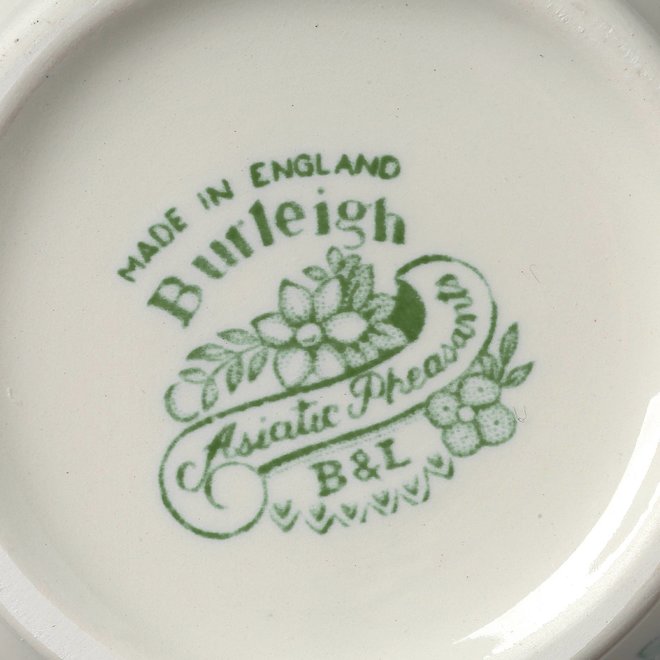 MADE IN ENGLAND
Burleigh
Asiatic Pheasants
B&L